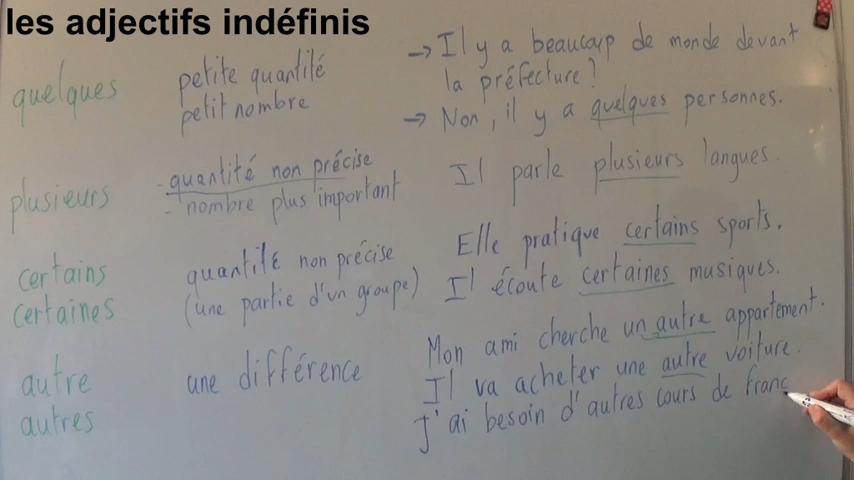 les adjectifs indéfinis
quelques
petite quantité
petit nombre
→ Il y a beaucoup de monde devant
la préfecture?
→ Non, il y a quelques personnes.
plusieurs
- quantité non précise
- nombre plus important
Il parle plusieurs langues.
certains
certaines
quantité non précise
(une partie d'un groupe)
Elle pratique certains sports.
Il écoute certaines musiques.
autre
autres
une différence
Mon ami cherche un autre appartement.
Il va acheter une autre voiture.
J'ai besoin d'autres cours de franc